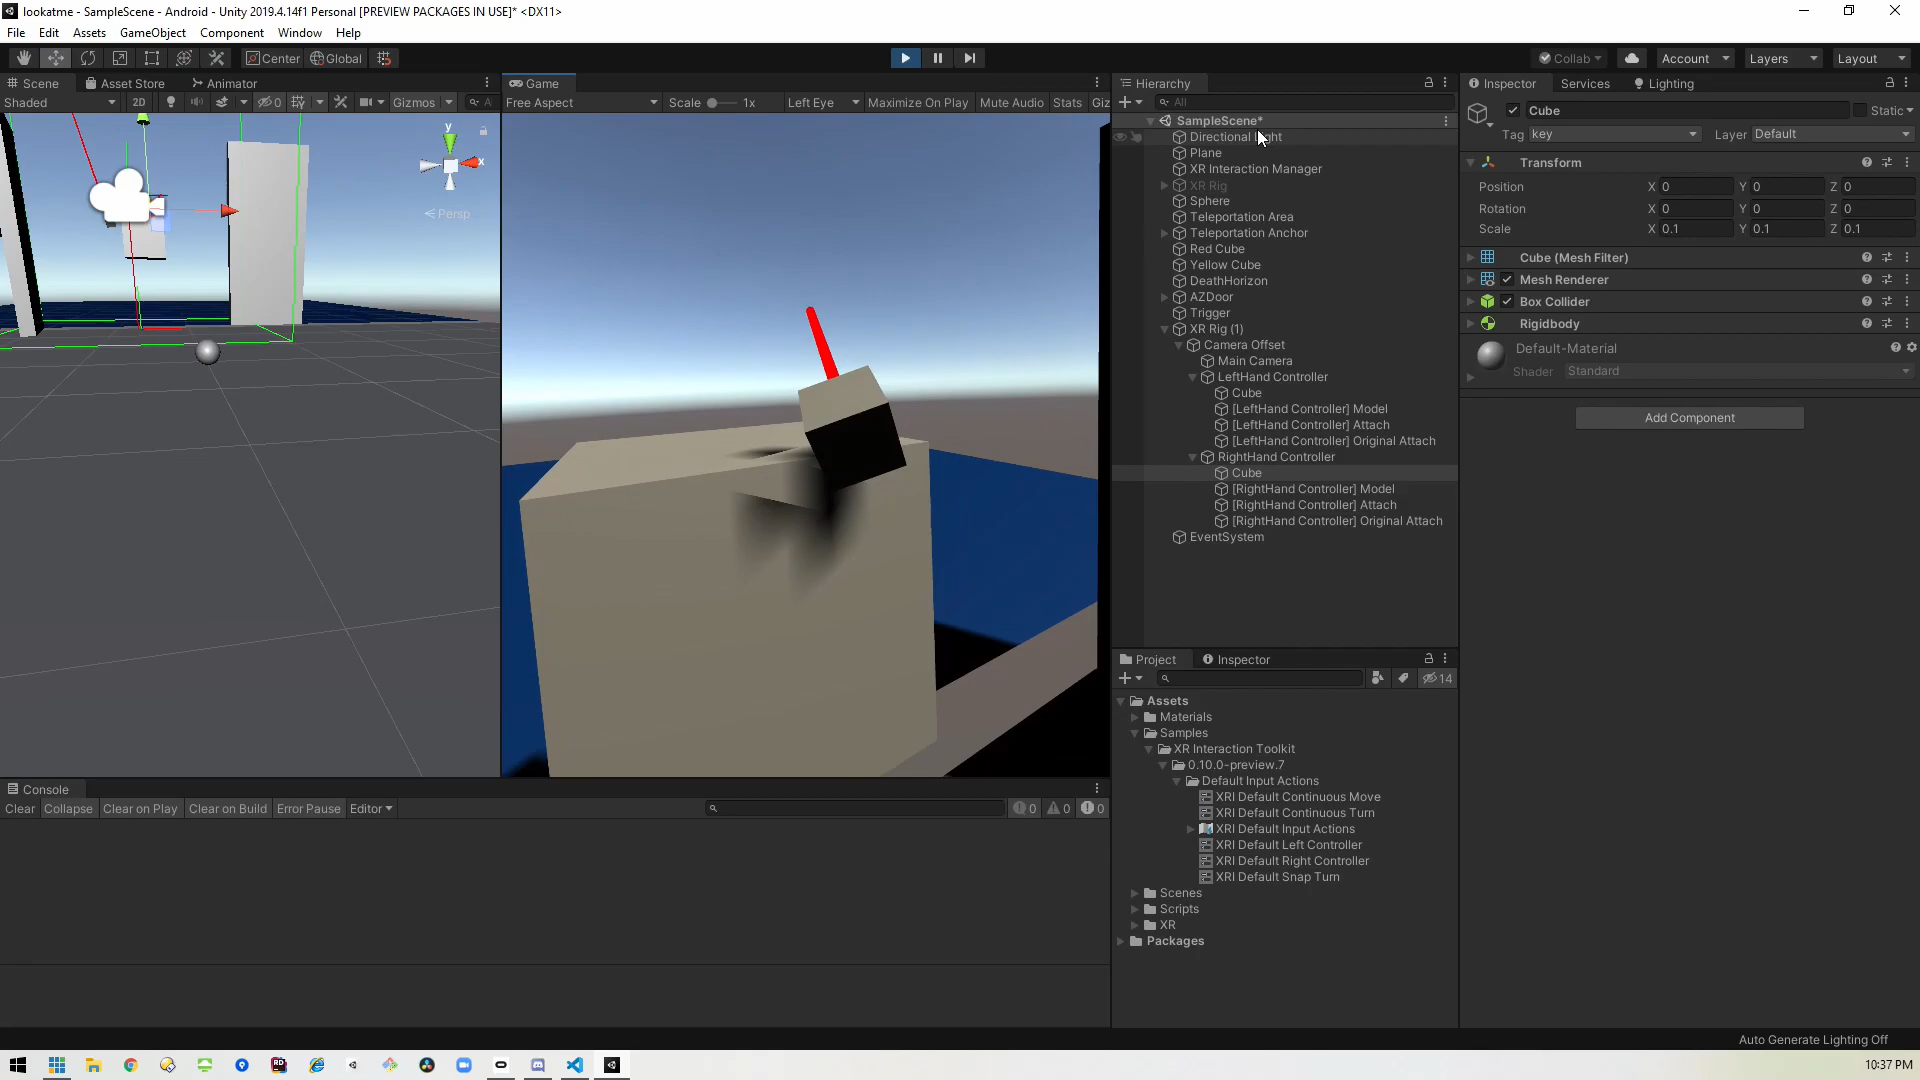 lookatme - SampleScene - Android - Unity 2019.4.14f1 Personal [PREVIEW PACKAGES IN USE]* <DX11>
File Edit Assets GameObject Component Window Help
Center Global Collab Account Layers Layout
Scene Asset Store Animator
Shaded 2D 0 Gizmos A
y
x
Persp
Game
Free Aspect Scale 1x Left Eye Maximize On Play Mute Audio Stats Giz
Hierarchy
All
SampleScene*
Directional Light
Plane
XR Interaction Manager
XR Rig
Sphere
Teleportation Area
Teleportation Anchor
Red Cube
Yellow Cube
DeathHorizon
AZDoor
Trigger
XR Rig (1)
Camera Offset
Main Camera
LeftHand Controller
Cube
[LeftHand Controller] Model
[LeftHand Controller] Attach
[LeftHand Controller] Original Attach
RightHand Controller
Cube
[RightHand Controller] Model
[RightHand Controller] Attach
[RightHand Controller] Original Attach
EventSystem
Project Inspector
14
Assets
Materials
Samples
XR Interaction Toolkit
0.10.0-preview.7
Default Input Actions
XRI Default Continuous Move
XRI Default Continuous Turn
XRI Default Input Actions
XRI Default Left Controller
XRI Default Right Controller
XRI Default Snap Turn
Scenes
Scripts
XR
Packages
Inspector Services Lighting
Cube Static
Tag key Layer Default
Transform
Position X 0 Y 0 Z 0
Rotation X 0 Y 0 Z 0
Scale X 0.1 Y 0.1 Z 0.1
Cube (Mesh Filter)
Mesh Renderer
Box Collider
Rigidbody
Default-Material
Shader Standard
Add Component
Console
Clear Collapse Clear on Play Clear on Build Error Pause Editor 0 0 0
Auto Generate Lighting Off
10:37 PM